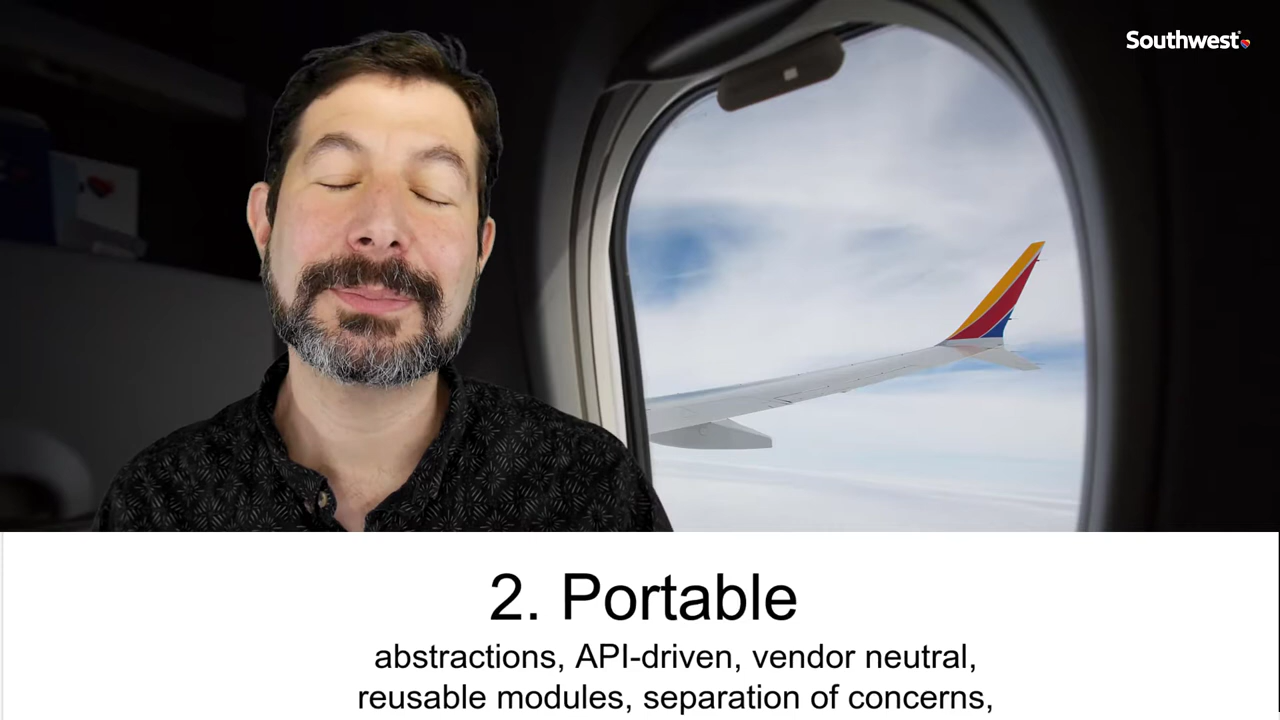 Southwest
2. Portable
abstractions, API-driven, vendor neutral,
reusable modules, separation of concerns,